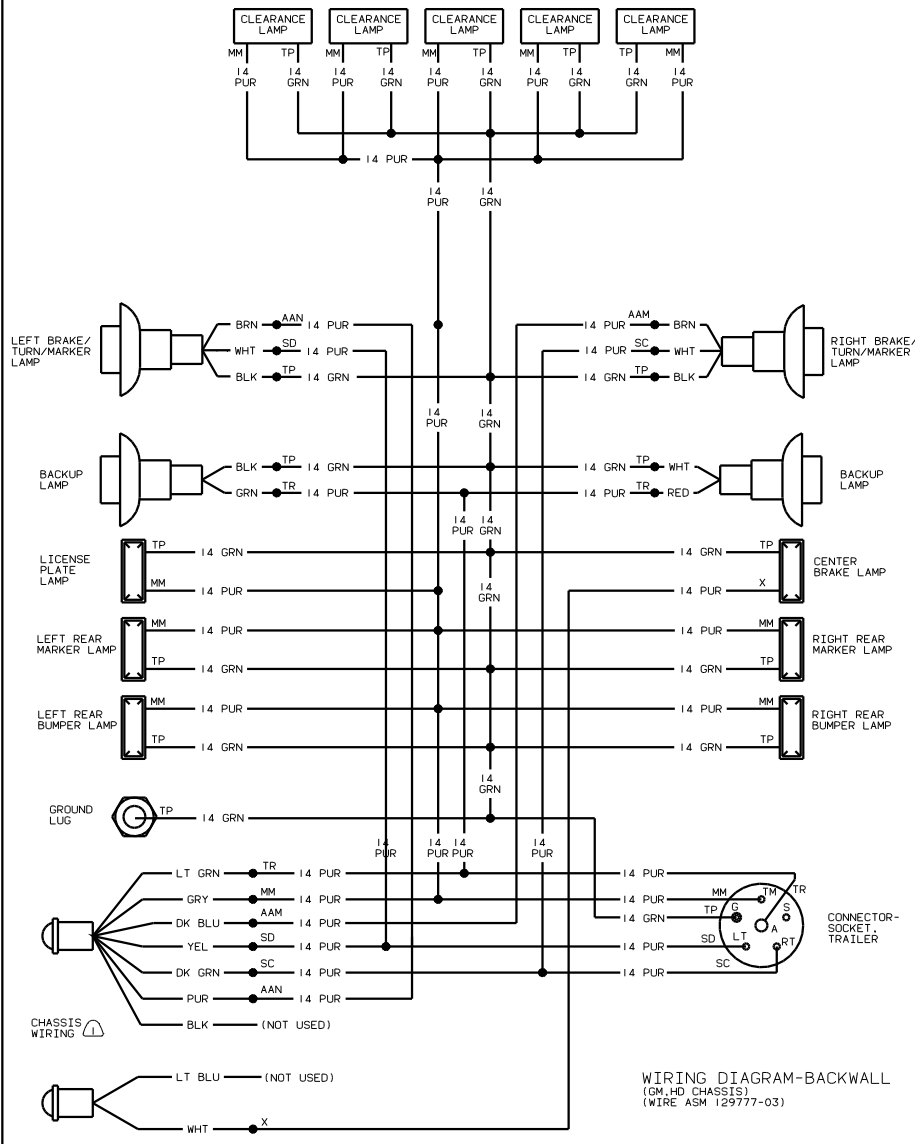 CLEARANCE LAMP
CLEARANCE LAMP
CLEARANCE LAMP
CLEARANCE LAMP
CLEARANCE LAMP
MM TP MM TP MM TP MM TP TP MM
14 PUR
14 GRN
14 PUR
14 GRN
14 PUR
14 GRN
14 PUR
14 GRN
14 GRN
14 PUR
14 PUR
14 PUR
14 GRN
LEFT BRAKE/
TURN/MARKER
LAMP
BRN AAN 14 PUR
WHT SD 14 PUR
BLK TP 14 GRN
14 PUR AAM BRN
14 PUR SC WHT
14 GRN TP BLK
RIGHT BRAKE/
TURN/MARKER
LAMP
14 PUR
14 GRN
BACKUP
LAMP
BLK TP 14 GRN
GRN TR 14 PUR
14 GRN TP WHT
14 PUR TR RED
BACKUP
LAMP
14 PUR
14 GRN
LICENSE
PLATE
LAMP
TP 14 GRN
MM 14 PUR
14 GRN
14 GRN TP
14 PUR X
CENTER
BRAKE LAMP
LEFT REAR
MARKER LAMP
MM 14 PUR
TP 14 GRN
14 PUR MM
14 GRN TP
RIGHT REAR
MARKER LAMP
LEFT REAR
BUMPER LAMP
MM 14 PUR
TP 14 GRN
14 PUR MM
14 GRN TP
RIGHT REAR
BUMPER LAMP
14 GRN
GROUND
LUG
TP 14 GRN
14 PUR
14 PUR
14 PUR
14 PUR
LT GRN TR 14 PUR 14 PUR TR
GRY MM 14 PUR 14 PUR MM TM
DK BLU AAM 14 PUR 14 GRN TP G S
A
YEL SD 14 PUR 14 PUR SD LT RT
DK GRN SC 14 PUR 14 PUR SC
PUR AAN 14 PUR
BLK (NOT USED)
CONNECTOR-
SOCKET,
TRAILER
CHASSIS
WIRING 1
LT BLU (NOT USED)
WHT X
WIRING DIAGRAM-BACKWALL
(GM,HD CHASSIS)
(WIRE ASM 129777-03)